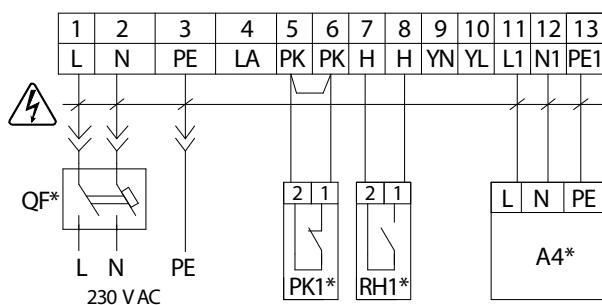 1 2 3 4 5 6 7 8 9 10 11 12 13
L N PE LA PK PK H H YN YL L1 N1 PE1
QF*
2 1
2 1
L N PE
A4*
L N PE
PK1* RH1*
230 V AC